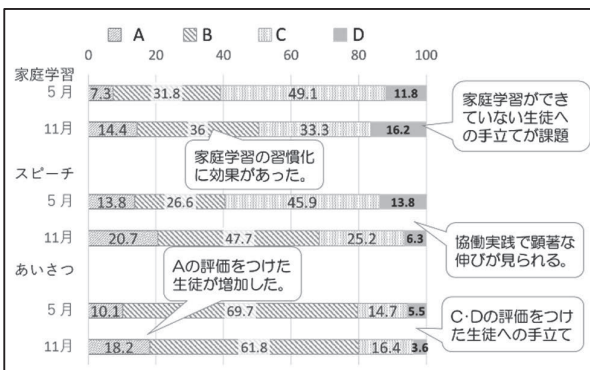 A B C D
0 20 40 60 80 100
家庭学習
5月 7.3 31.8 49.1 11.8
家庭学習ができ
ていない生徒へ
の手立てが課題
11月 14.4 36 33.3 16.2
家庭学習の習慣化
に効果があった。
スピーチ
5月 13.8 26.6 45.9 13.8
11月 20.7 47.7 25.2 6.3
協働実践で顕著な
伸びが見られる。
あいさつ
Aの評価をつけた
生徒が増加した。
5月 10.1 69.7 14.7 5.5
C・Dの評価をつけ
た生徒への手立て
11月 18.2 61.8 16.4 3.6